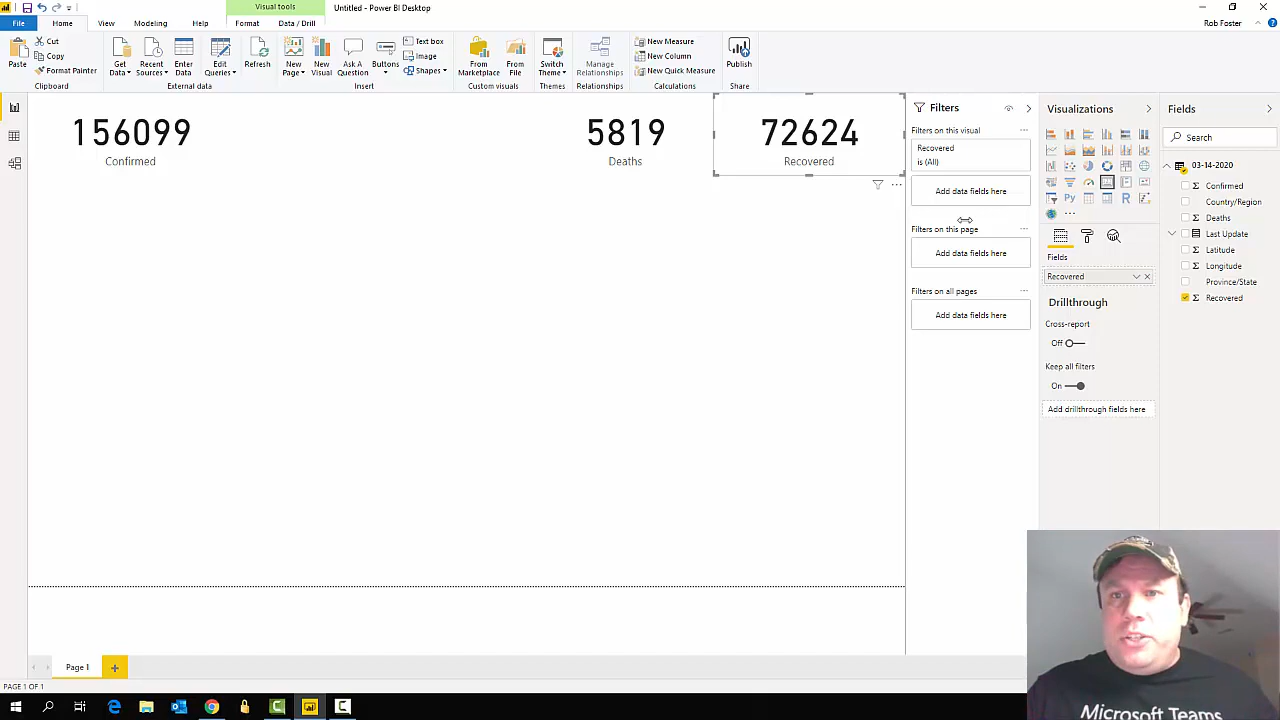 Visual tools
Untitled - Power BI Desktop
File
Home
View
Modeling
Help
Format
Data / Drill
Rob Foster
Paste
Cut
Copy
Format Painter
Clipboard
Get Data
Recent Sources
Enter Data
Edit Queries
External data
Refresh
New Page
New Visual
Ask A Question
Buttons
Text box
Image
Shapes
Insert
From Marketplace
From File
Custom visuals
Switch Theme
Themes
Manage Relationships
Relationships
New Measure
New Column
New Quick Measure
Calculations
Publish
Share
156099
Confirmed
5819
Deaths
72624
Recovered
Filters
Filters on this visual
Recovered
is (All)
Add data fields here
Filters on this page
Add data fields here
Filters on all pages
Add data fields here
Visualizations
R
Py
Fields
Recovered
Drillthrough
Cross-report
Off
Keep all filters
On
Add drillthrough fields here
Fields
Search
03-14-2020
Confirmed
Country/Region
Deaths
Last Update
Latitude
Longitude
Province/State
Recovered
Page 1
PAGE 1 OF 1
Microsoft Teams